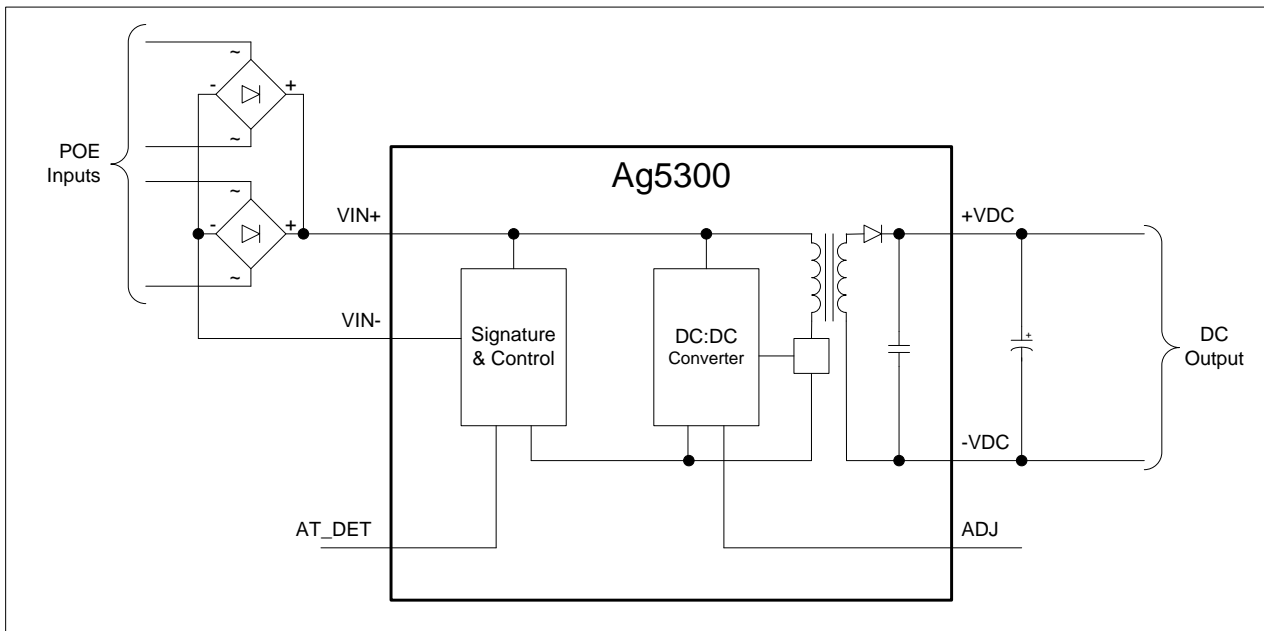 ~
- +
~
POE
Inputs
~
- +
~
Ag5300
VIN+
+VDC
VIN-
Signature
& Control
DC:DC
Converter
+
DC
Output
-VDC
AT_DET
ADJ